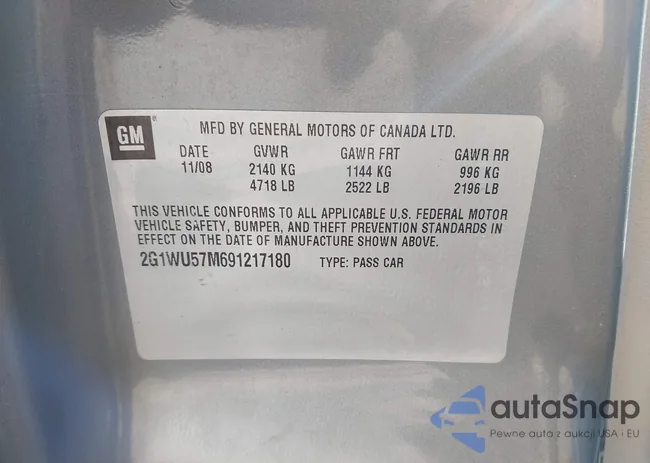 GM
MFD BY GENERAL MOTORS OF CANADA LTD.
DATE GVWR GAWR FRT GAWR RR
11/08 2140 KG 1144 KG 996 KG
4718 LB 2522 LB 2196 LB
THIS VEHICLE CONFORMS TO ALL APPLICABLE U.S. FEDERAL MOTOR
VEHICLE SAFETY, BUMPER, AND THEFT PREVENTION STANDARDS IN
EFFECT ON THE DATE OF MANUFACTURE SHOWN ABOVE.
2G1WU57M691217180 TYPE: PASS CAR
autaSnap
Pewne auta z aukcji USA i EU